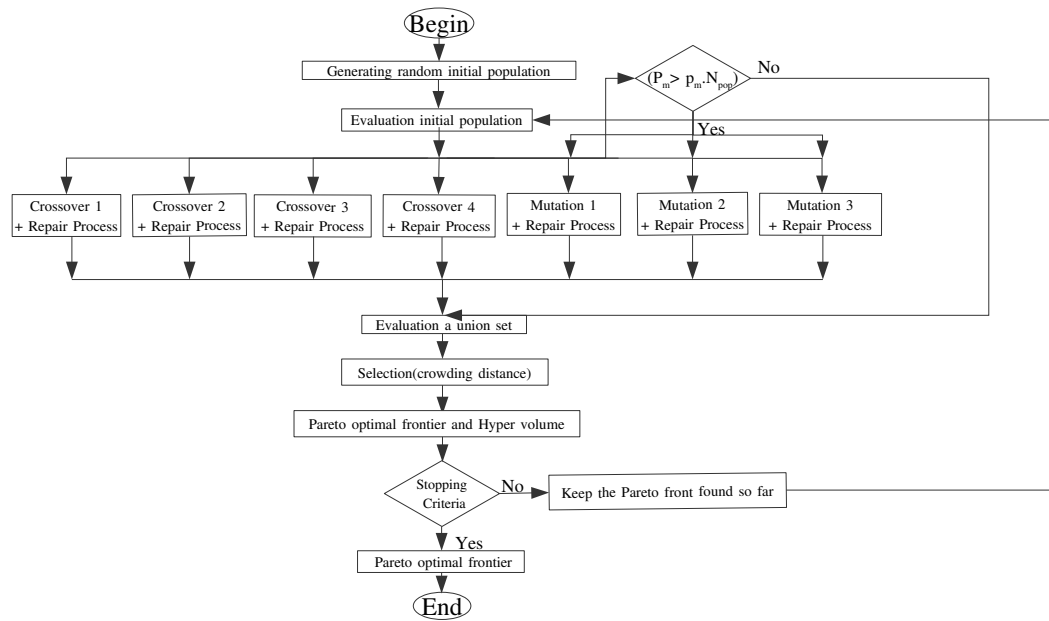 Begin
Generating random initial population
(P_m > p_m.N_pop)
No
Evaluation initial population
Yes
Crossover 1
+ Repair Process
Crossover 2
+ Repair Process
Crossover 3
+ Repair Process
Crossover 4
+ Repair Process
Mutation 1
+ Repair Process
Mutation 2
+ Repair Process
Mutation 3
+ Repair Process
Evaluation a union set
Selection(crowding distance)
Pareto optimal frontier and Hyper volume
Stopping
Criteria
No
Keep the Pareto front found so far
Yes
Pareto optimal frontier
End